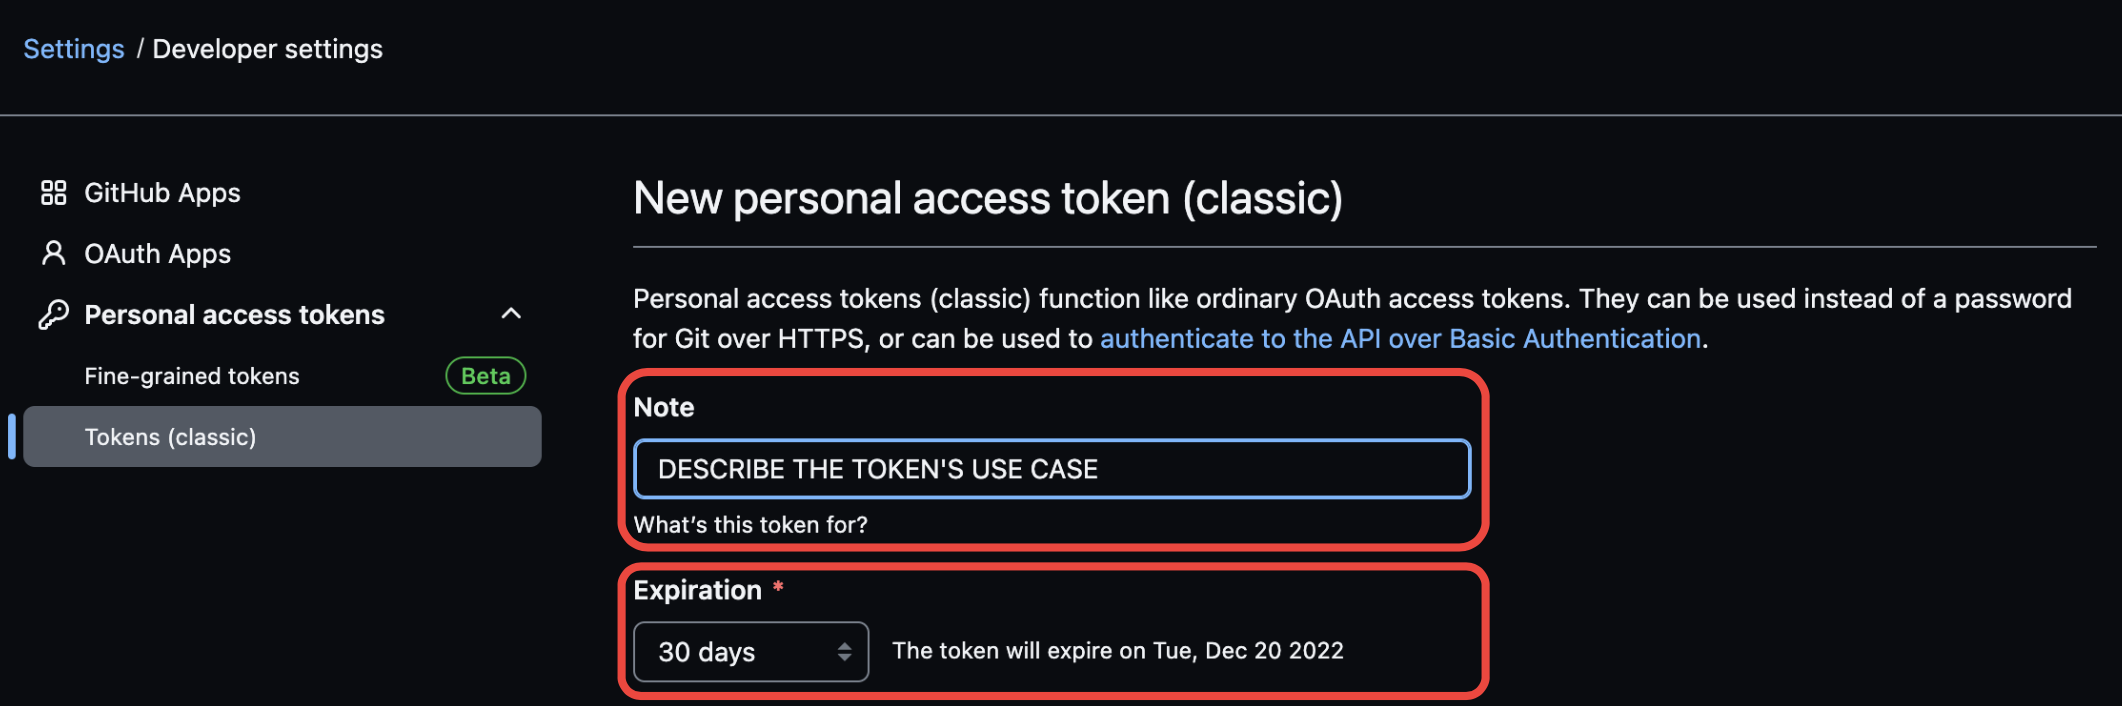 Settings / Developer settings
GitHub Apps
OAuth Apps
Personal access tokens
Fine-grained tokens Beta
Tokens (classic)
New personal access token (classic)
Personal access tokens (classic) function like ordinary OAuth access tokens. They can be used instead of a password
for Git over HTTPS, or can be used to authenticate to the API over Basic Authentication.
Note
DESCRIBE THE TOKEN'S USE CASE
What's this token for?
Expiration *
30 days The token will expire on Tue, Dec 20 2022